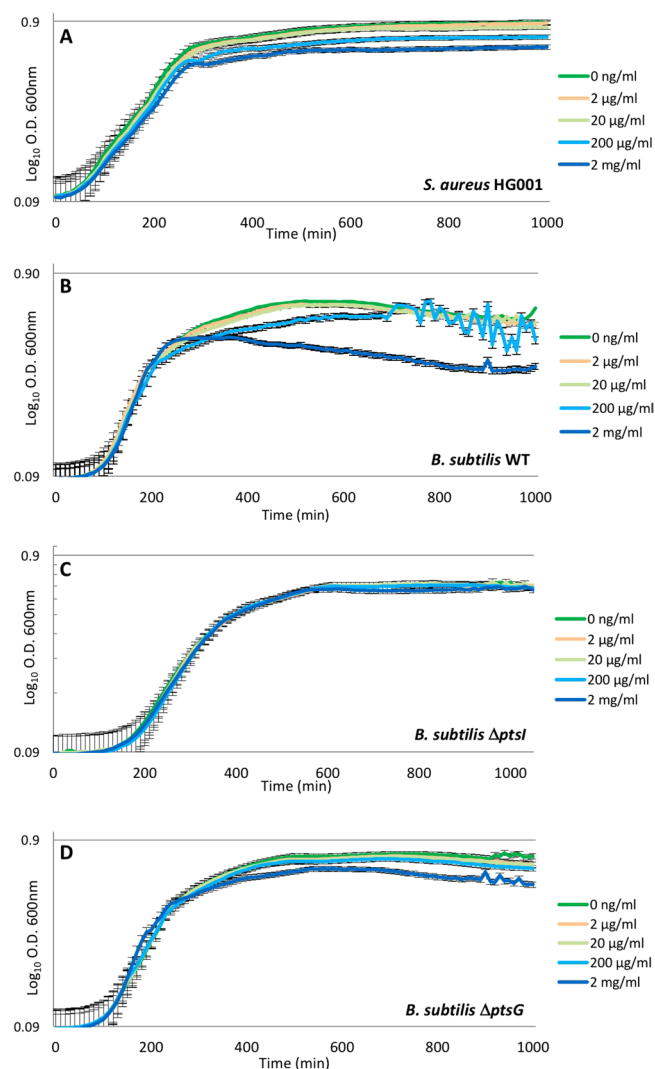 A
0.9
Log10 O.D. 600nm
0.09
0 200 400 600 800 1000
Time (min)
S. aureus HG001
0 ng/ml
2 µg/ml
20 µg/ml
200 µg/ml
2 mg/ml
B
0.90
Log10 O.D. 600nm
0.09
0 200 400 600 800 1000
Time (min)
B. subtilis WT
0 ng/ml
2 µg/ml
20 µg/ml
200 µg/ml
2 mg/ml
C
0.9
Log10 O.D. 600nm
0.09
0 200 400 600 800 1000
Time (min)
B. subtilis ΔptsI
0 ng/ml
2 µg/ml
20 µg/ml
200 µg/ml
2 mg/ml
D
0.9
Log10 O.D. 600nm
0.09
0 200 400 600 800 1000
Time (min)
B. subtilis ΔptsG
0 ng/ml
2 µg/ml
20 µg/ml
200 µg/ml
2 mg/ml